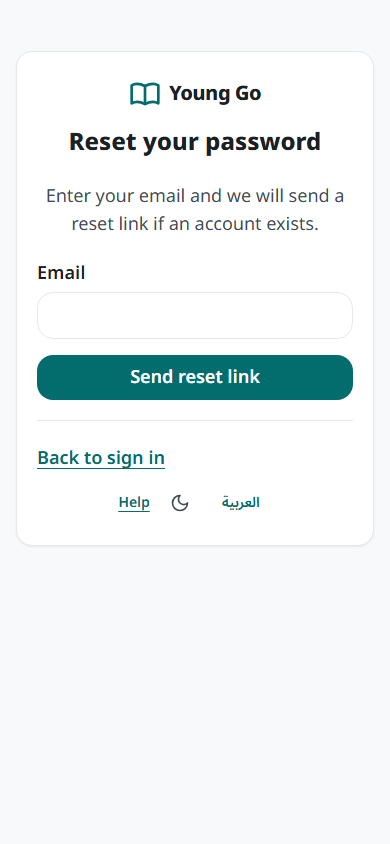 Young Go
Reset your password
Enter your email and we will send a
reset link if an account exists.
Email
Send reset link
Back to sign in
Help
العربية